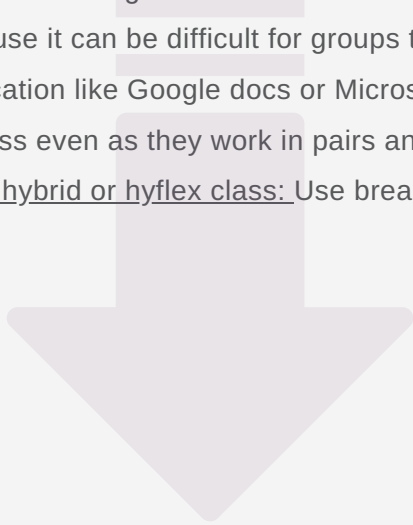 use it can be difficult for groups t
cation like Google docs or Micros
ss even as they work in pairs an
hybrid or hyflex class: Use brea